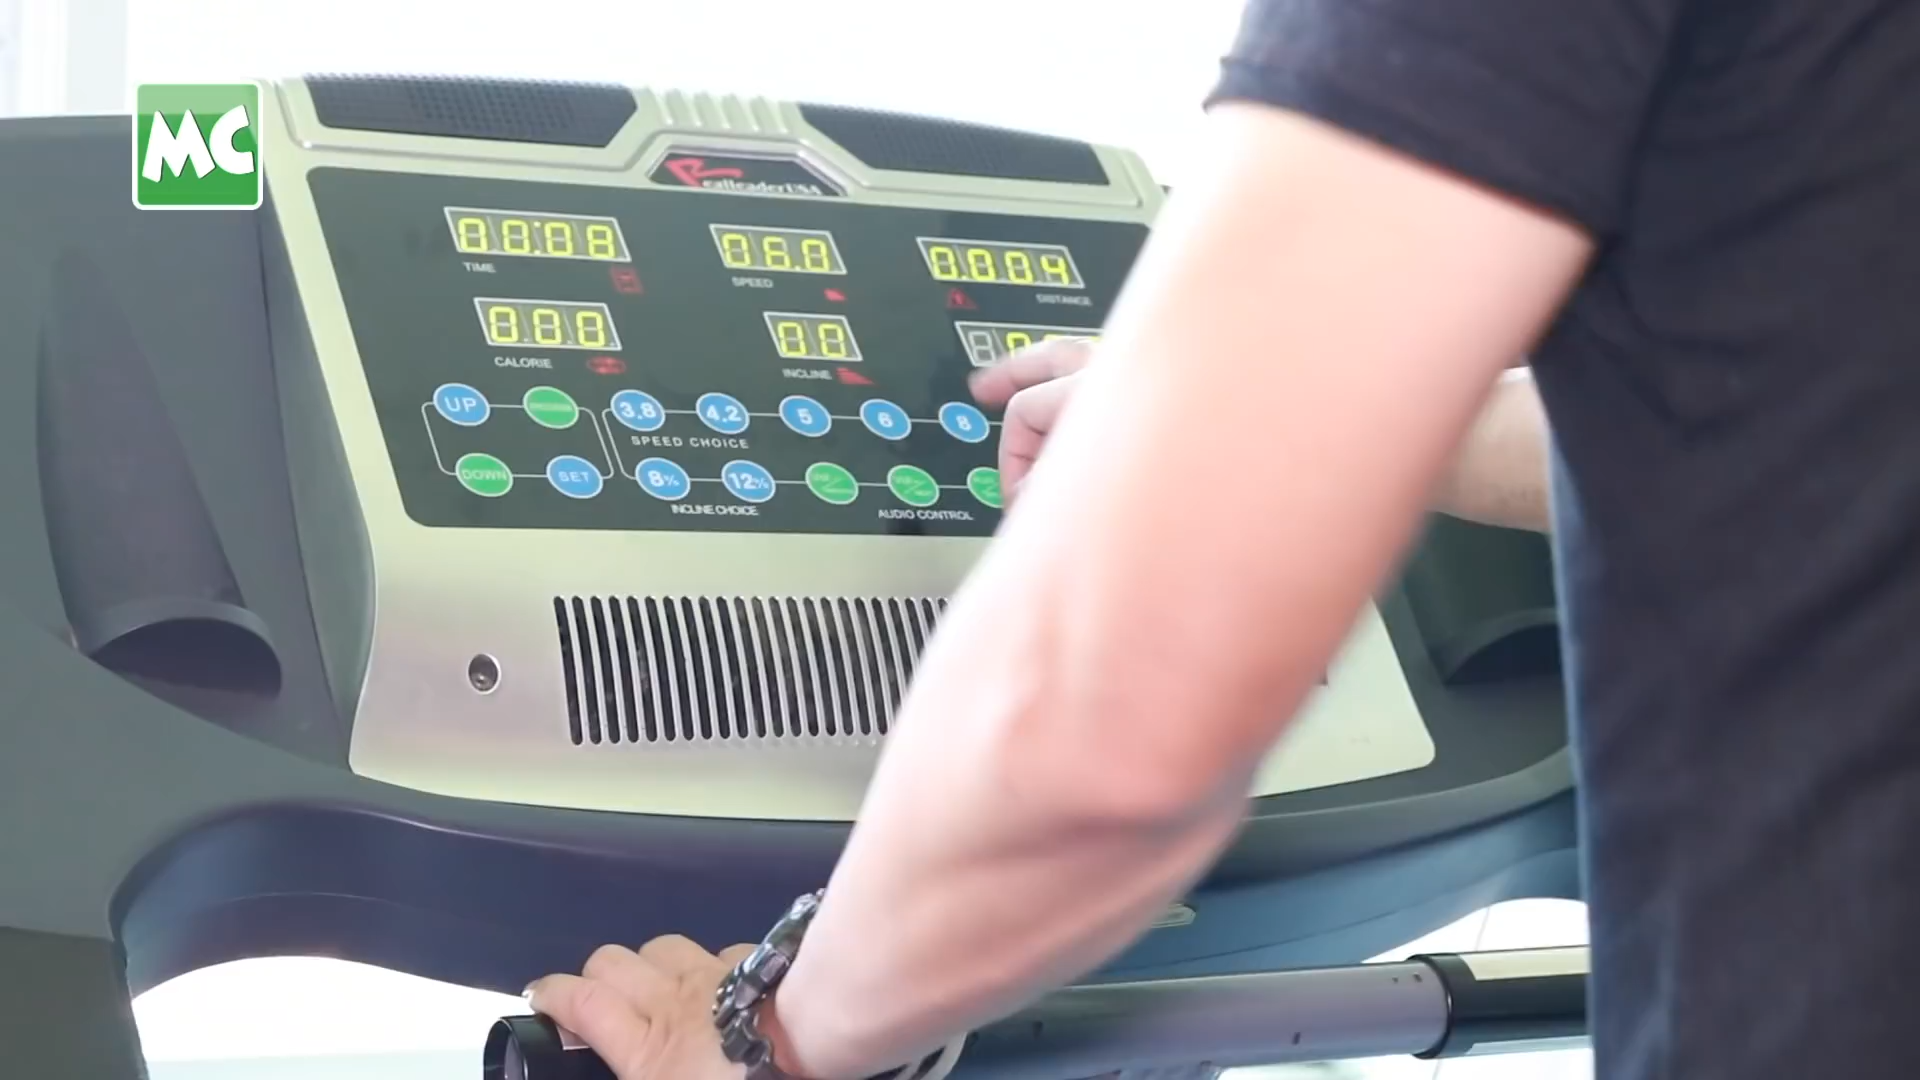 MC
RealleaderUSA
00:08 06.0 0.004
TIME SPEED DISTANCE
000 00
CALORIE INCLINE
UP 3.8 4.2 5 6 8
SPEED CHOICE
DOWN SET 8% 12%
INCLINE CHOICE AUDIO CONTROL